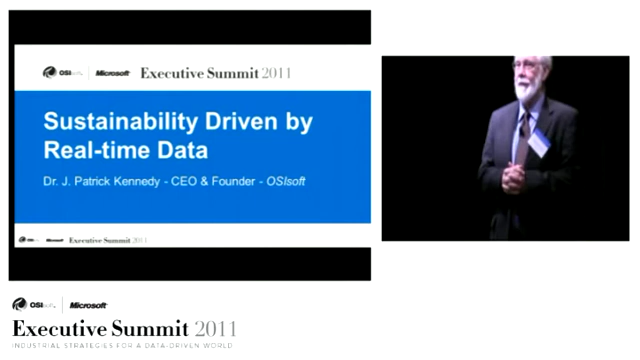 OSIsoft. Microsoft Executive Summit 2011
Sustainability Driven by
Real-time Data
Dr. J. Patrick Kennedy - CEO & Founder - OSIsoft
Executive Summit 2011
OSIsoft. Microsoft
Executive Summit 2011
INDUSTRIAL STRATEGIES FOR A DATA-DRIVEN WORLD